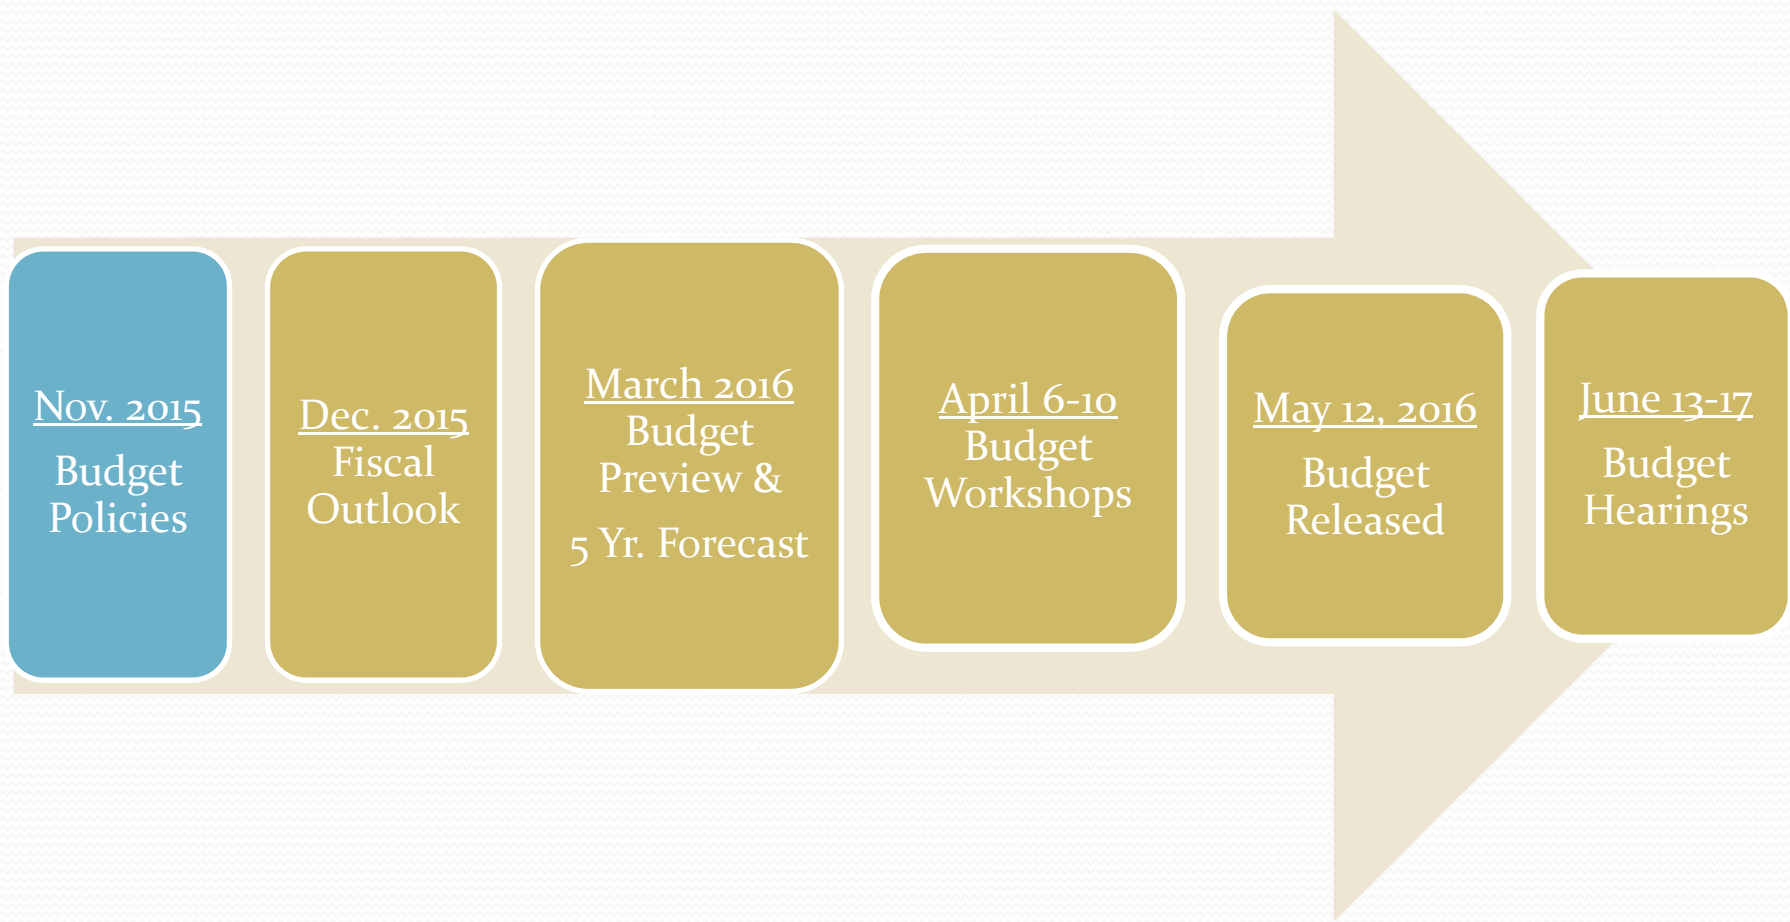 Nov. 2015
Budget
Policies
Dec. 2015
Fiscal
Outlook
March 2016
Budget
Preview &
5 Yr. Forecast
April 6-10
Budget
Workshops
May 12, 2016
Budget
Released
June 13-17
Budget
Hearings